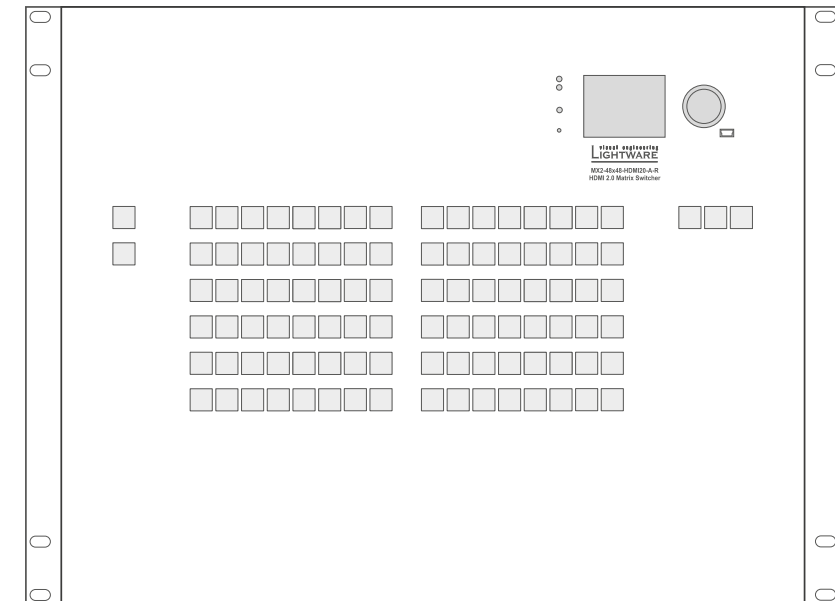 visual engineering
LIGHTWARE
MX2-48x48-HDMI20-A-R
HDMI 2.0 Matrix Switcher